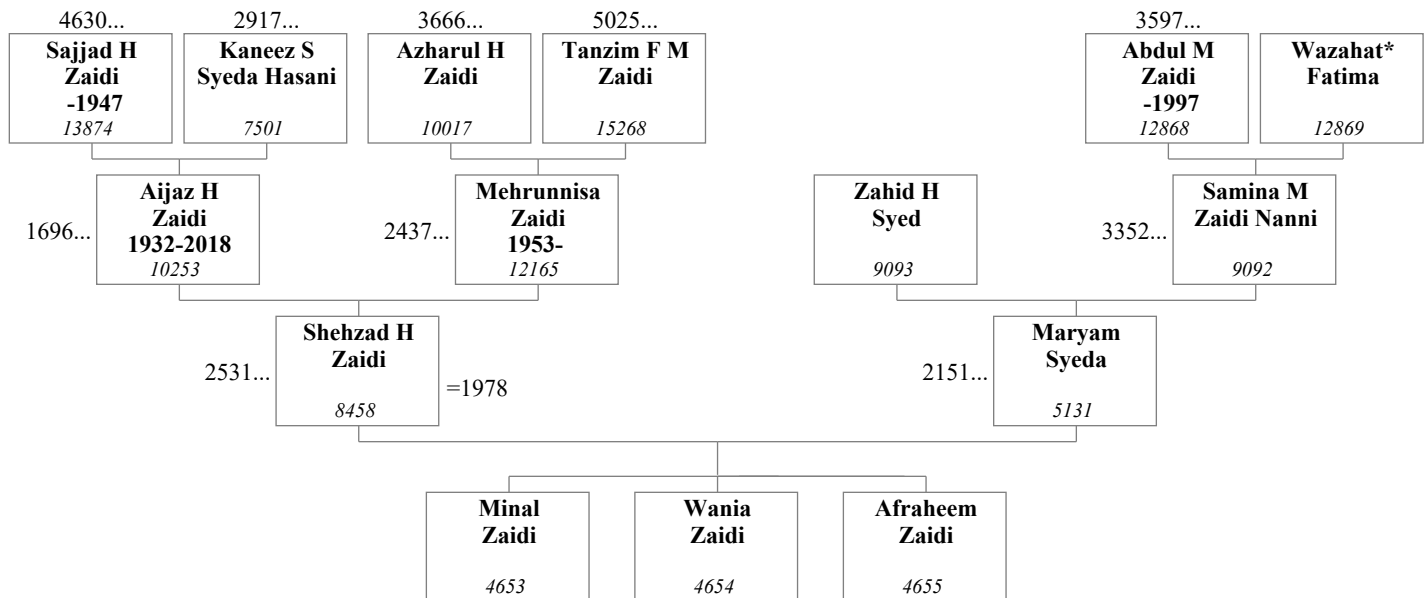 4630...
2917...
3666...
5025...
3597...
Sajjad H
Zaidi
-1947
13874
Kaneez S
Syeda Hasani
7501
Azharul H
Zaidi
10017
Tanzim F M
Zaidi
15268
Abdul M
Zaidi
-1997
12868
Wazahat*
Fatima
12869
1696...
Aijaz H
Zaidi
1932-2018
10253
2437...
Mehrunnisa
Zaidi
1953-
12165
Zahid H
Syed
9093
3352...
Samina M
Zaidi Nanni
9092
2531...
Shehzad H
Zaidi
8458
=1978
2151...
Maryam
Syeda
5131
Minal
Zaidi
4653
Wania
Zaidi
4654
Afraheem
Zaidi
4655